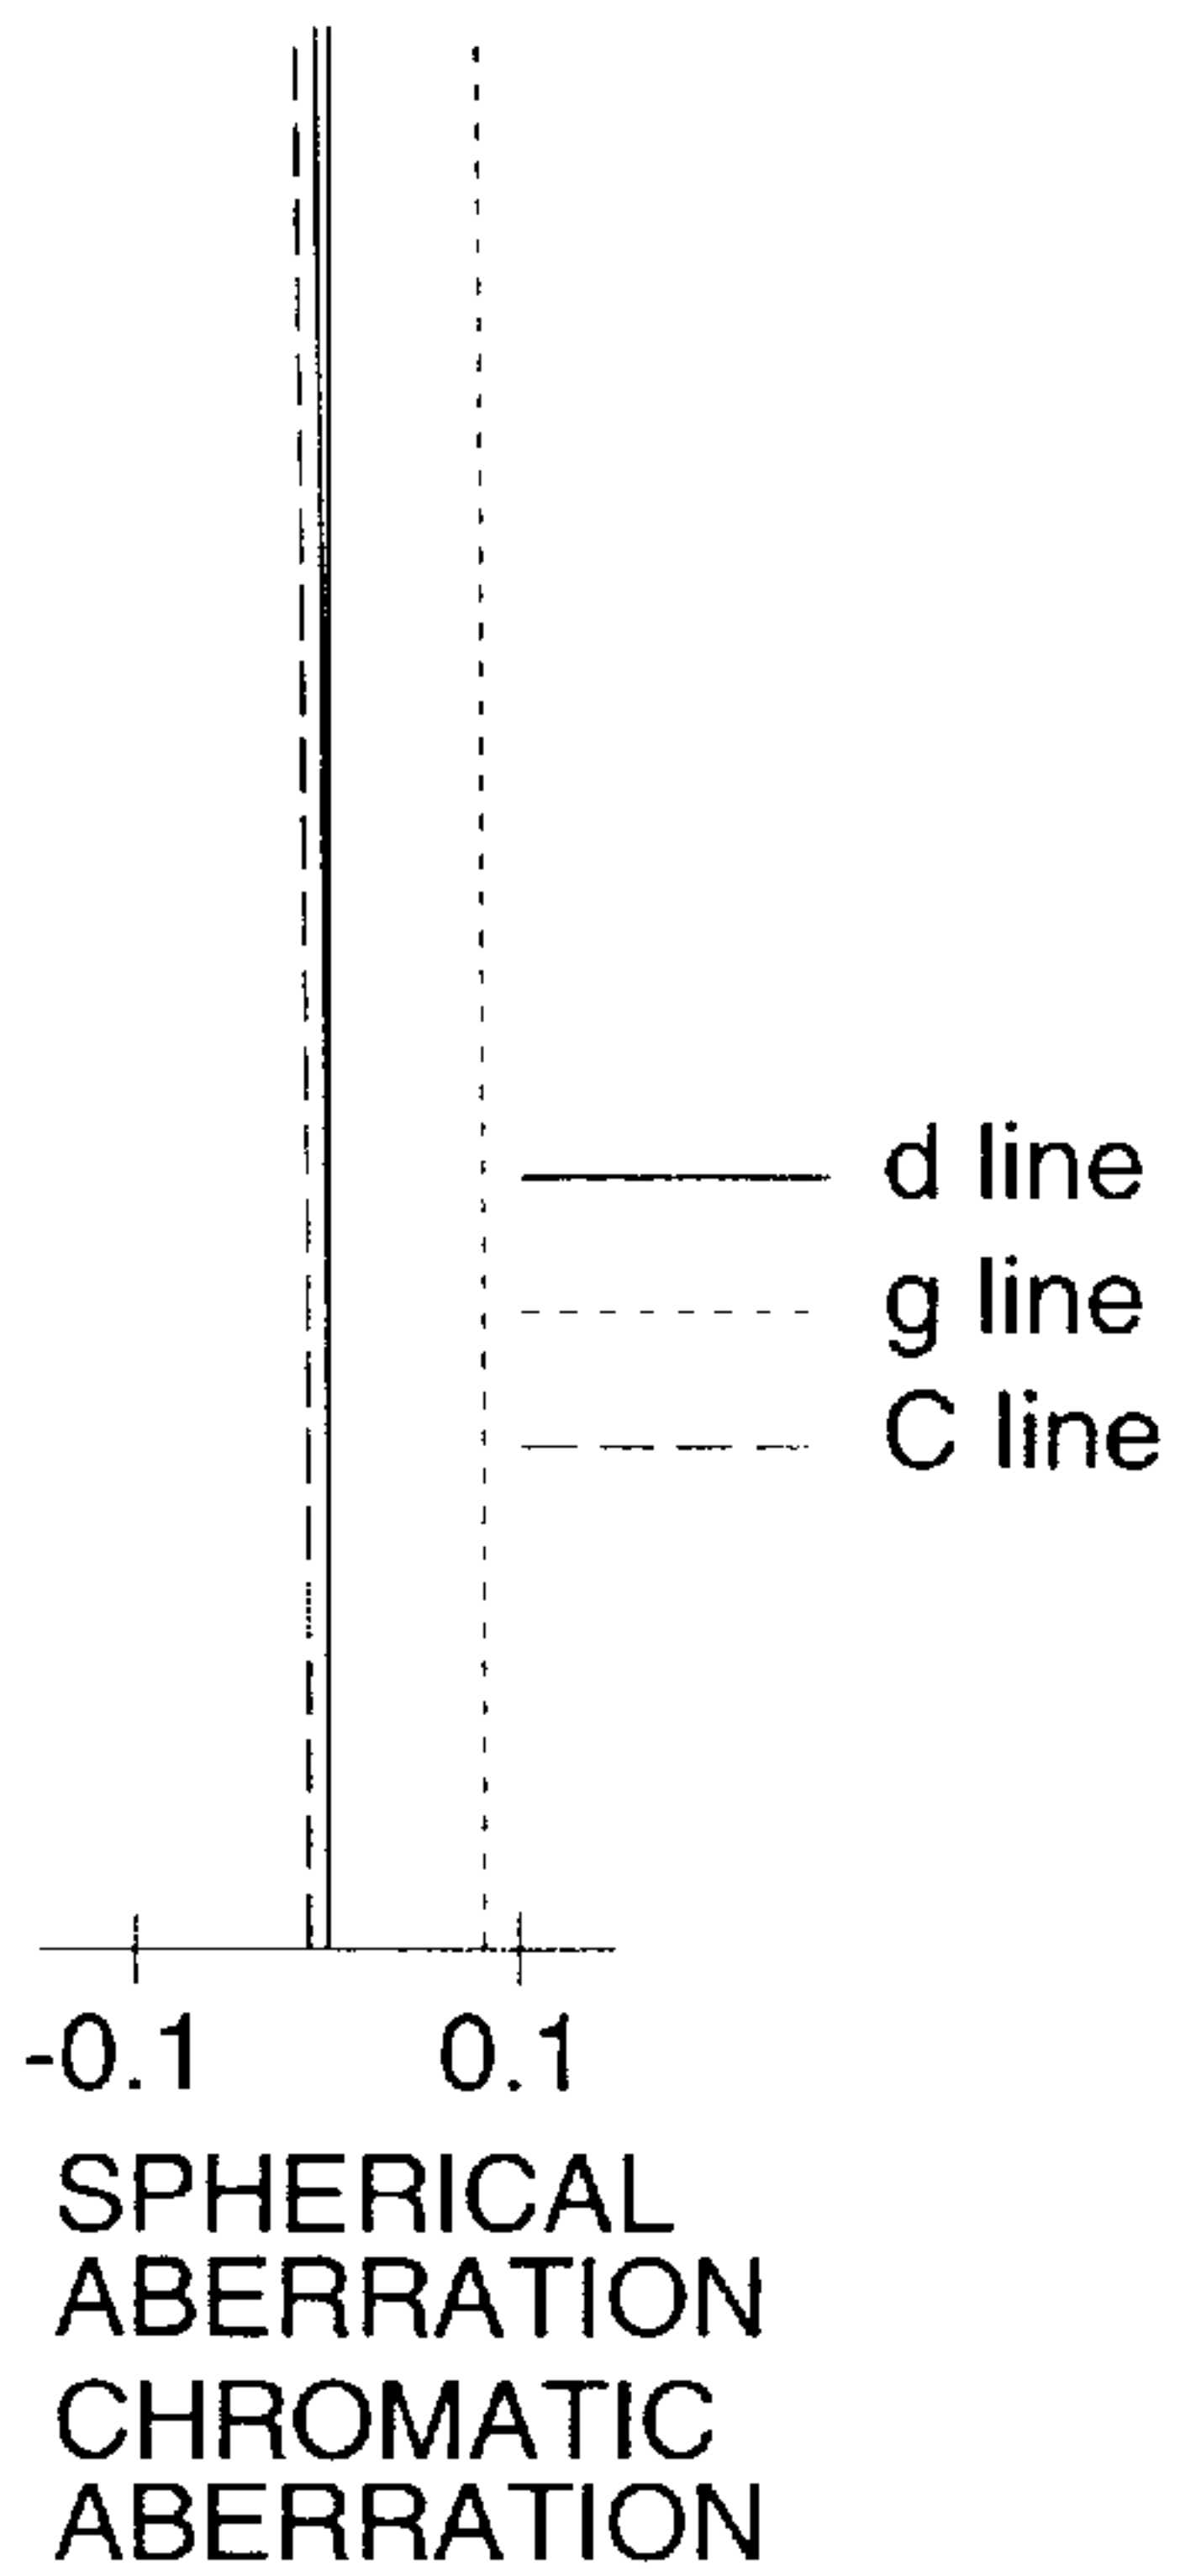 d line
g line
C line
-0.1 0.1
SPHERICAL
ABERRATION
CHROMATIC
ABERRATION